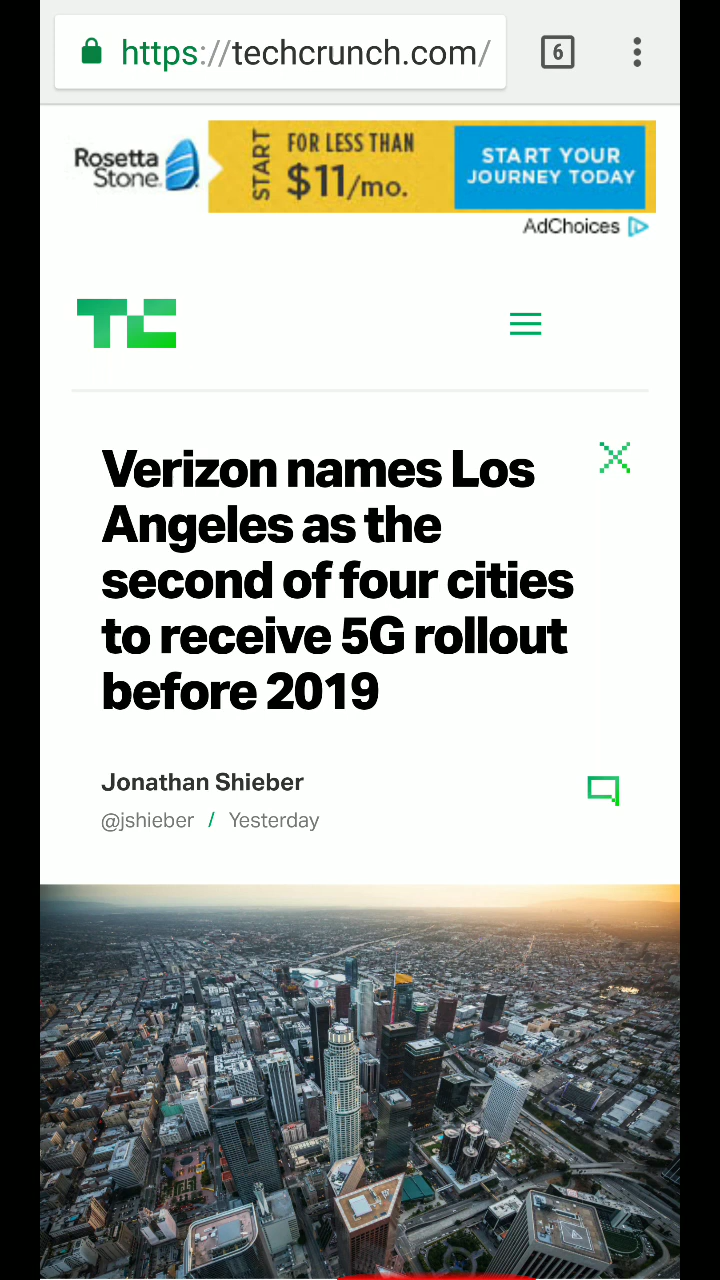 https://techcrunch.com/
6
Rosetta
Stone
START
FOR LESS THAN
$11/mo.
START YOUR
JOURNEY TODAY
AdChoices
TC
Verizon names Los
Angeles as the
second of four cities
to receive 5G rollout
before 2019
Jonathan Shieber
@jshieber / Yesterday